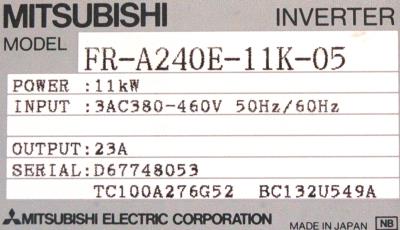 MITSUBISHI INVERTER
MODEL FR-A240E-11K-05
POWER :11kW
INPUT :3AC380-460V 50Hz/60Hz
OUTPUT:23A
SERIAL:D67748053
TC100A276G52 BC132U549A
MITSUBISHI ELECTRIC CORPORATION MADE IN JAPAN NB